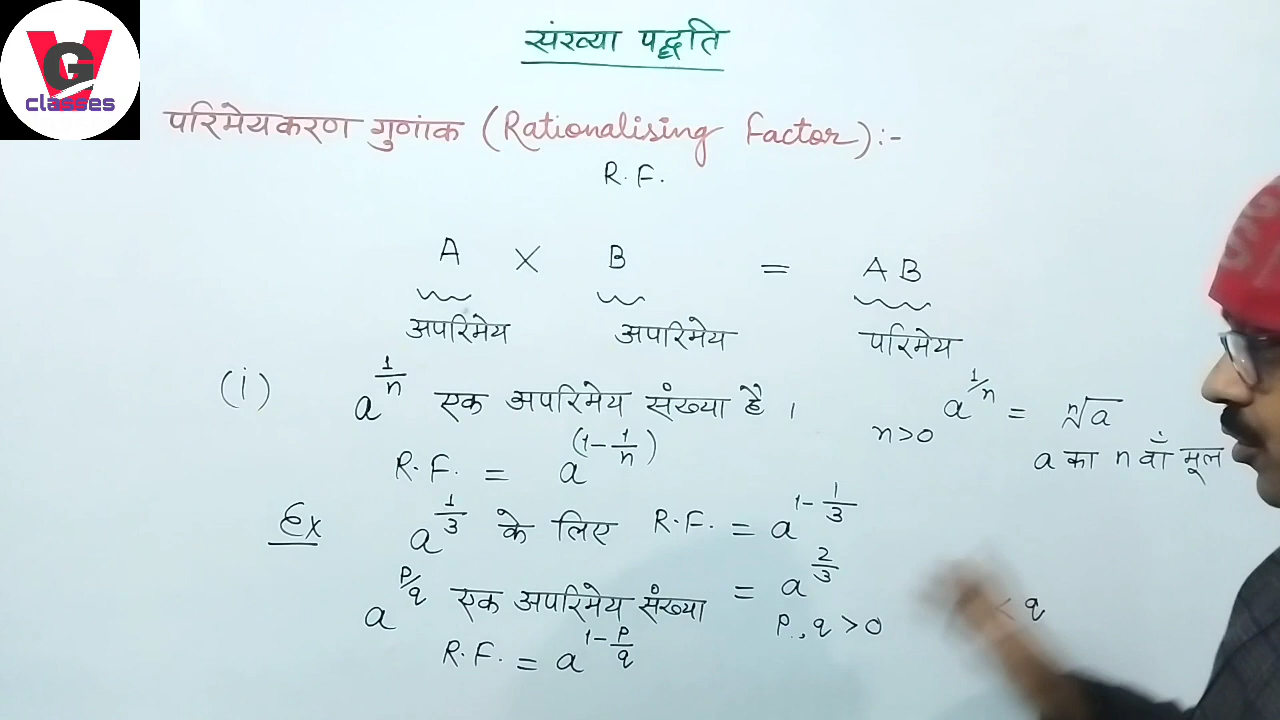 VG
classes
संख्या पद्धति
परिमेयकरण गुणांक (Rationalising Factor):-
R.F.
A × B = AB
अपरिमेय अपरिमेय परिमेय
(i) a^{1/n} एक अपरिमेय संख्या है ।
n>0 a^{1/n} = ⁿ√a
a का n वाँ मूल
R.F. = a^{(1-1/n)}
Ex a^{1/3} के लिए R.F. = a^{1-1/3}
= a^{2/3}
a^{p/q} एक अपरिमेय संख्या p, q>0 < q
R.F. = a^{1-p/q}